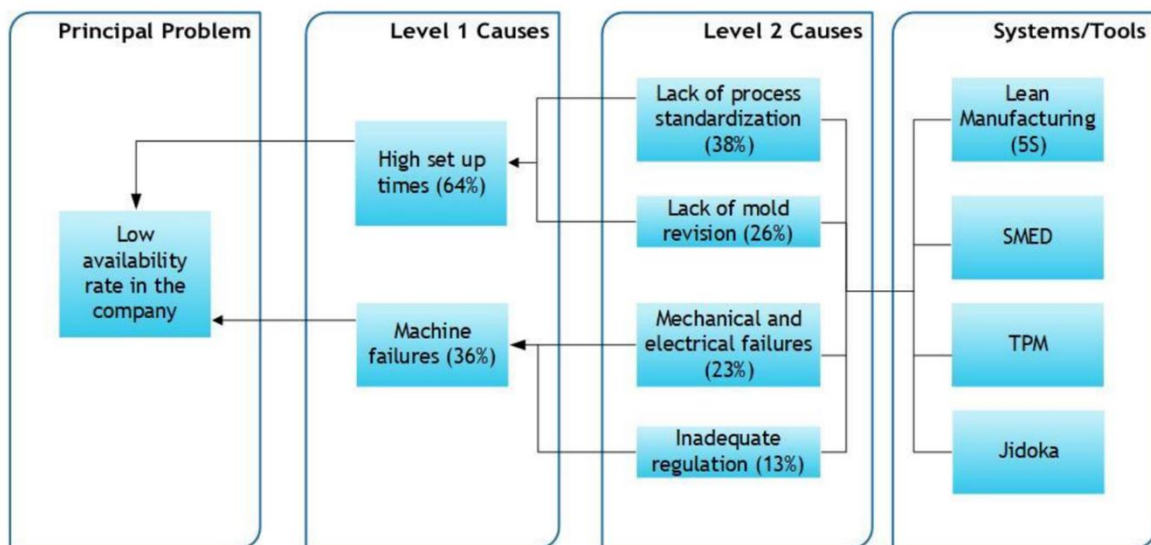 Principal Problem
Level 1 Causes
Level 2 Causes
Systems/Tools
Low
availability
rate in the
company
High set up
times (64%)
Machine
failures (36%)
Lack of process
standardization
(38%)
Lack of mold
revision (26%)
Mechanical and
electrical failures
(23%)
Inadequate
regulation (13%)
Lean
Manufacturing
(5S)
SMED
TPM
Jidoka